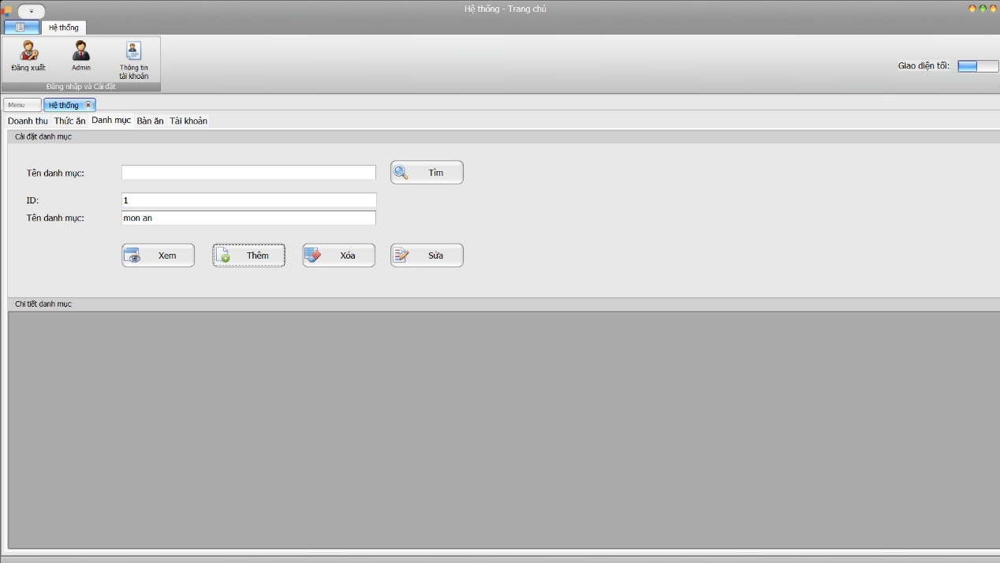 Hệ thống - Trang chủ
Hệ thống
Đăng xuất
Admin
Thông tin
tài khoản
Giao diện tối:
Đăng nhập và Cài đặt
Menu
Hệ thống
Doanh thu Thức ăn Danh mục Bàn ăn Tài khoản
Cài đặt danh mục
Tên danh mục:
Tìm
ID: 1
Tên danh mục: mon an
Xem Thêm Xóa Sửa
Chi tiết danh mục